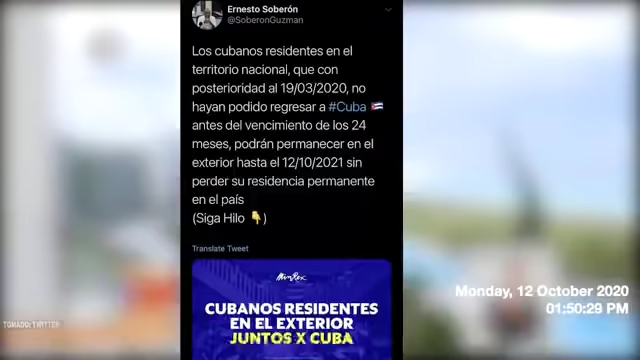 Ernesto Soberón
@SoberonGuzman
Los cubanos residentes en el
territorio nacional, que con
posterioridad al 19/03/2020, no
hayan podido regresar a #Cuba 🇨🇺
antes del vencimiento de los 24
meses, podrán permanecer en el
exterior hasta el 12/10/2021 sin
perder su residencia permanente
en el país
(Siga Hilo 👇)
Translate Tweet
MinRex
CUBANOS RESIDENTES
EN EL EXTERIOR
JUNTOS X CUBA
TOMADO: TWITTER
Monday, 12 October 2020
01:50:29 PM